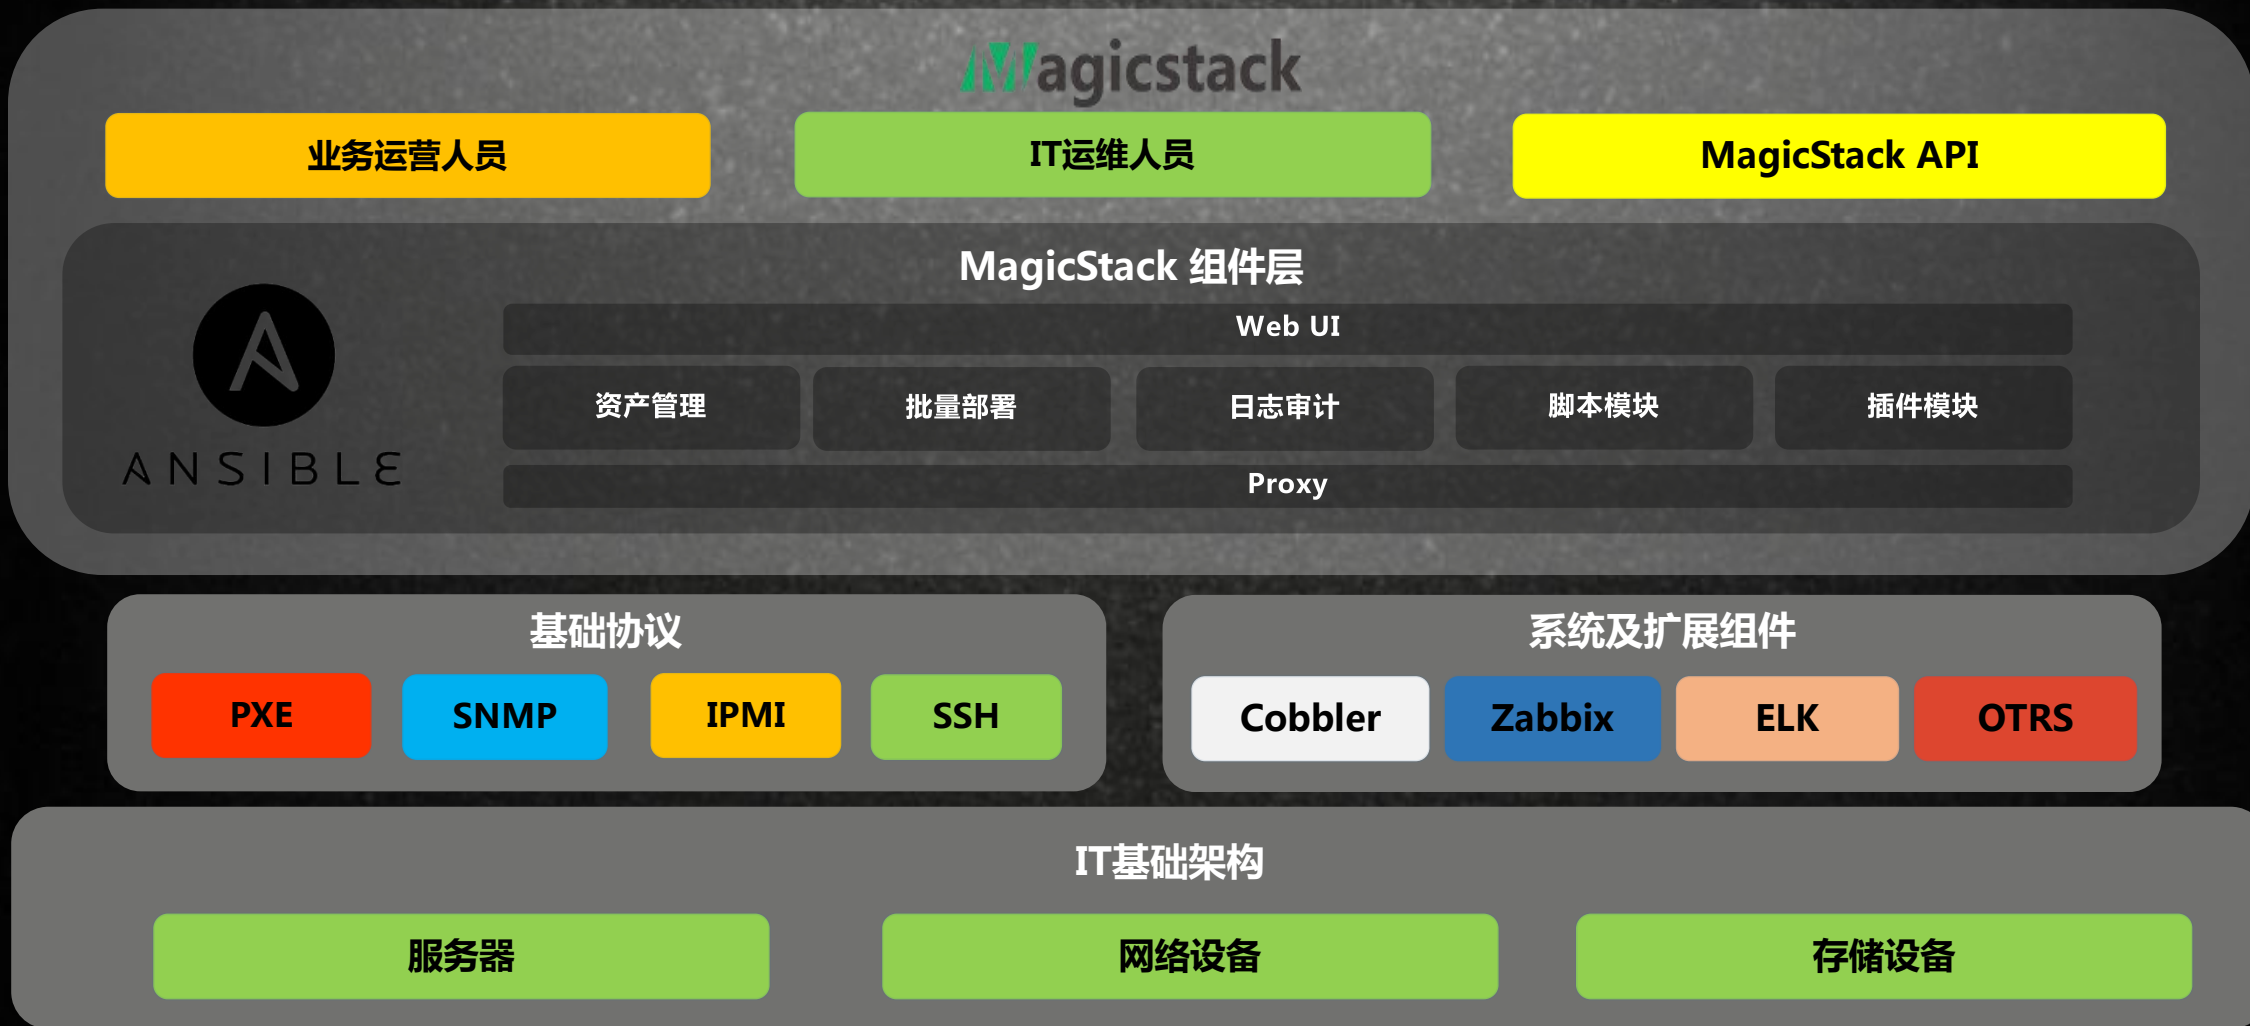 Magicstack
业务运营人员
IT运维人员
MagicStack API
MagicStack 组件层
ANSIBLE
Web UI
资产管理
批量部署
日志审计
脚本模块
插件模块
Proxy
基础协议
PXE
SNMP
IPMI
SSH
系统及扩展组件
Cobbler
Zabbix
ELK
OTRS
IT基础架构
服务器
网络设备
存储设备